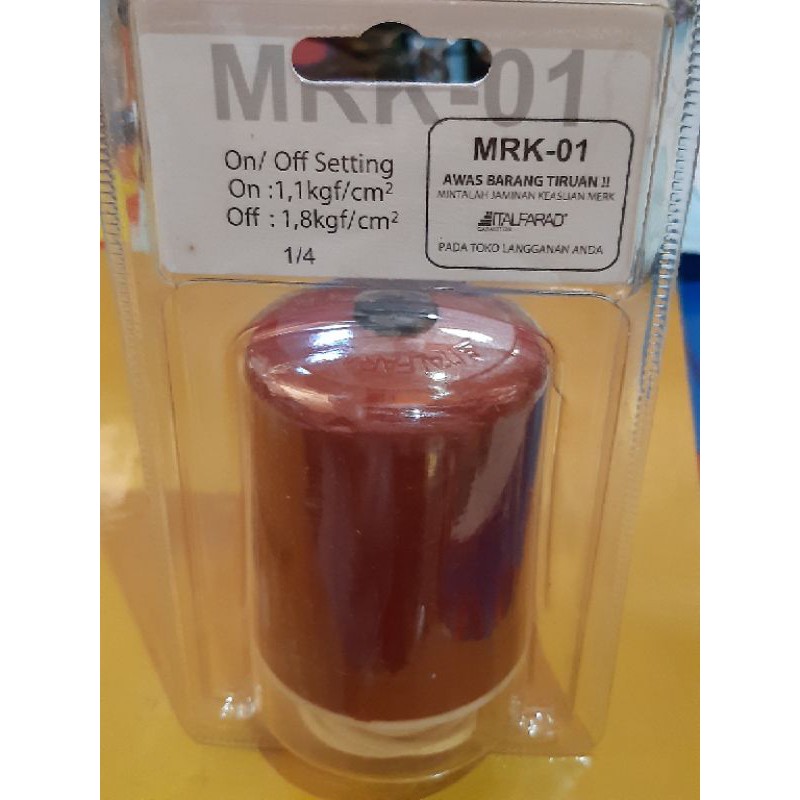 MRK-01
On/ Off Setting
On :1,1kgf/cm²
Off : 1,8kgf/cm²
1/4
MRK-01
AWAS BARANG TIRUAN !!
MINTALAH JAMINAN KEASLIAN MERK
ITALFARAD®
PADA TOKO LANGGANAN ANDA
ITALFARAD